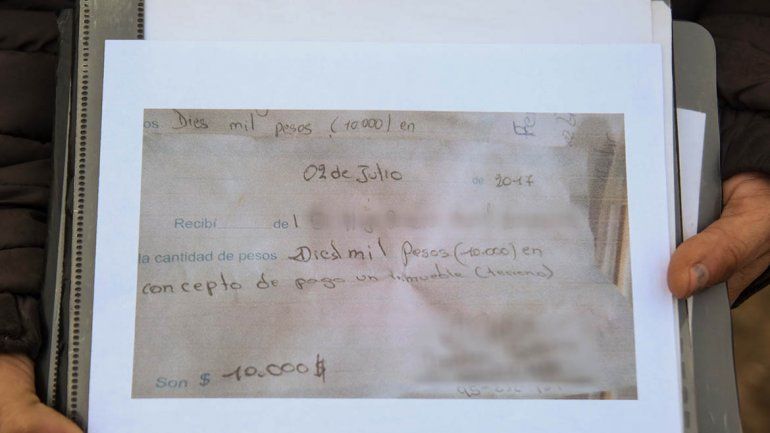 os Dies mil pesos (10.000) en
02 de Julio de 2017
Recibí de
la cantidad de pesos Dies mil pesos (10.000) en
concepto de pago un inmueble (terreno)
Son $ 10.000 $